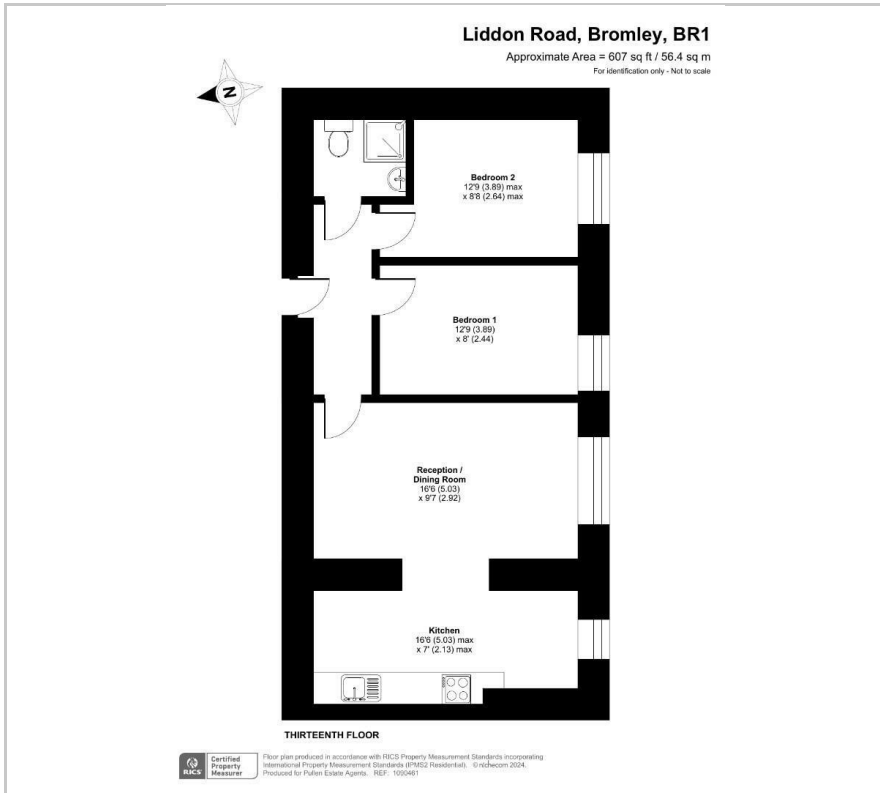 Liddon Road, Bromley, BR1
Approximate Area = 607 sq ft / 56.4 sq m
For identification only - Not to scale
N
Bedroom 2
12'9 (3.89) max
x 8'8 (2.64) max
Bedroom 1
12'9 (3.89)
x 8' (2.44)
Reception /
Dining Room
16'6 (5.03)
x 9'7 (2.92)
Kitchen
16'6 (5.03) max
x 7' (2.13) max
THIRTEENTH FLOOR
RICS
Certified
Property
Measurer
Floor plan produced in accordance with RICS Property Measurement Standards incorporating
International Property Measurement Standards (IPMS2 Residential). © nichecom 2024.
Produced for Pollen Estate Agents. REF: 1090461